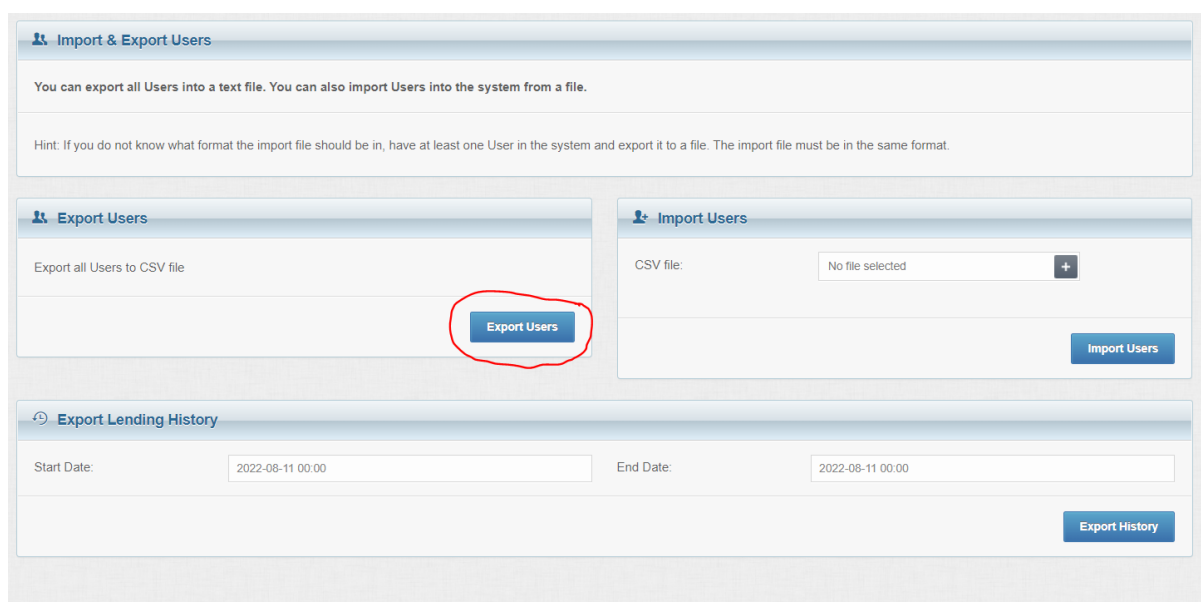 Import & Export Users
You can export all Users into a text file. You can also import Users into the system from a file.
Hint: If you do not know what format the import file should be in, have at least one User in the system and export it to a file. The import file must be in the same format.
Export Users
Export all Users to CSV file
Export Users
Import Users
CSV file:
No file selected
Import Users
Export Lending History
Start Date:
2022-08-11 00:00
End Date:
2022-08-11 00:00
Export History